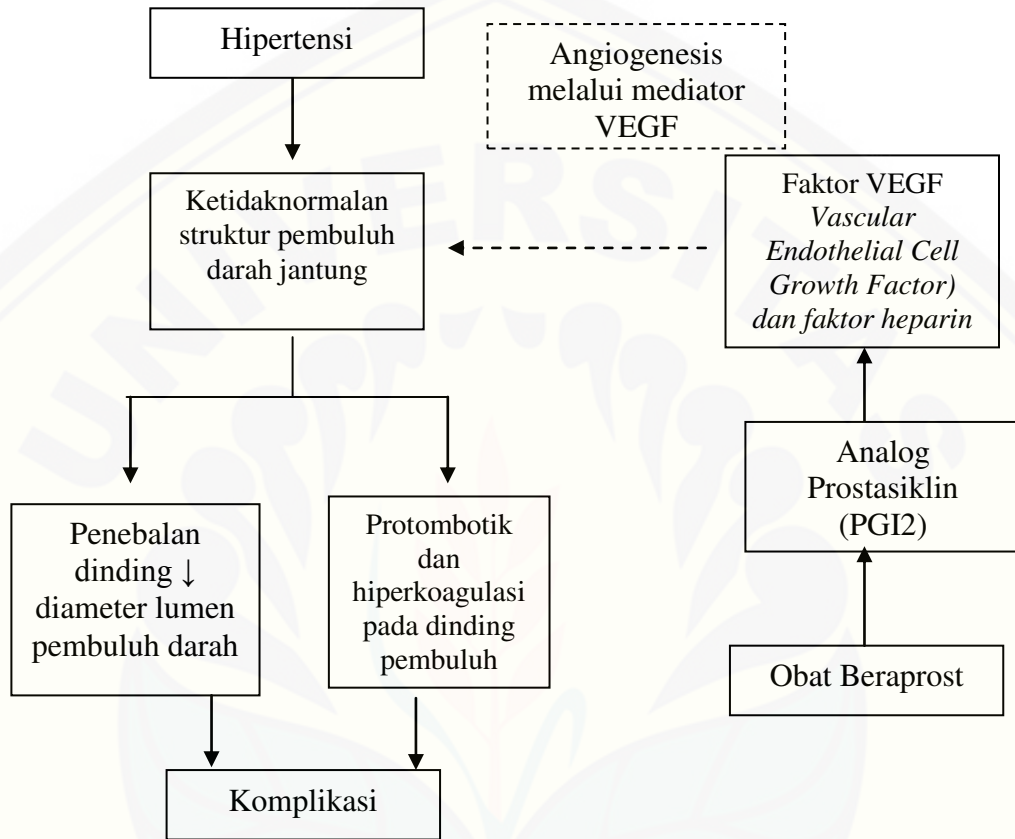 Hipertensi
Angiogenesis
melalui mediator
VEGF
Ketidaknormalan
struktur pembuluh
darah jantung
Faktor VEGF
Vascular
Endothelial Cell
Growth Factor)
dan faktor heparin
Penebalan
dinding ↓
diameter lumen
pembuluh darah
Protombotik
dan
hiperkoagulasi
pada dinding
pembuluh
Analog
Prostasiklin
(PGI2)
Obat Beraprost
Komplikasi
UNIVERSITAS